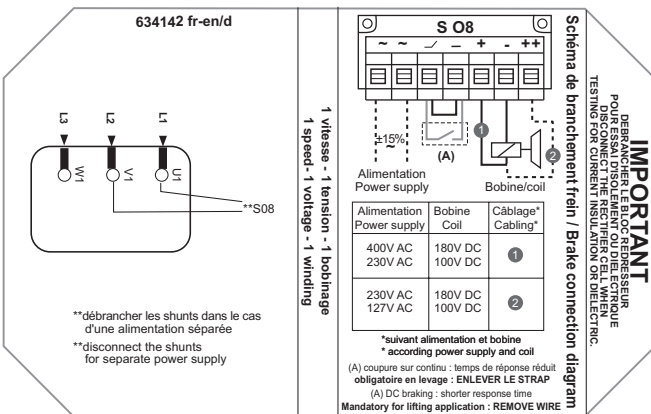 634142 fr-en/d
L3
L2
L1
W1
V1
U1
**S08
**débrancher les shunts dans le cas
d'une alimentation séparée
**disconnect the shunts
for separate power supply
1 vitesse - 1 tension - 1 bobinage
1 speed - 1 voltage - 1 winding
S O8
~ ~ + - ++
±15%
~
(A)
1
2
Alimentation
Power supply
Bobine/coil
Alimentation Bobine Câblage*
Power supply Coil Cabling*
400V AC 180V DC
230V AC 100V DC
1
230V AC 180V DC
127V AC 100V DC
2
*suivant alimentation et bobine
* according power supply and coil
(A) coupure sur continu : temps de réponse réduit
obligatoire en levage : ENLEVER LE STRAP
(A) DC braking : shorter response time
Mandatory for lifting application : REMOVE WIRE
Schéma de branchement frein / Brake connection diagram
IMPORTANT
DEBRANCHER LE BLOC REDRESSEUR
POUR ESSAI D'ISOLEMENT OU DIELECTRIQUE
DISCONNECT THE RECTIFIER CELL WHEN
TESTING FOR CURRENT INSULATION OR DIELECTRIC.